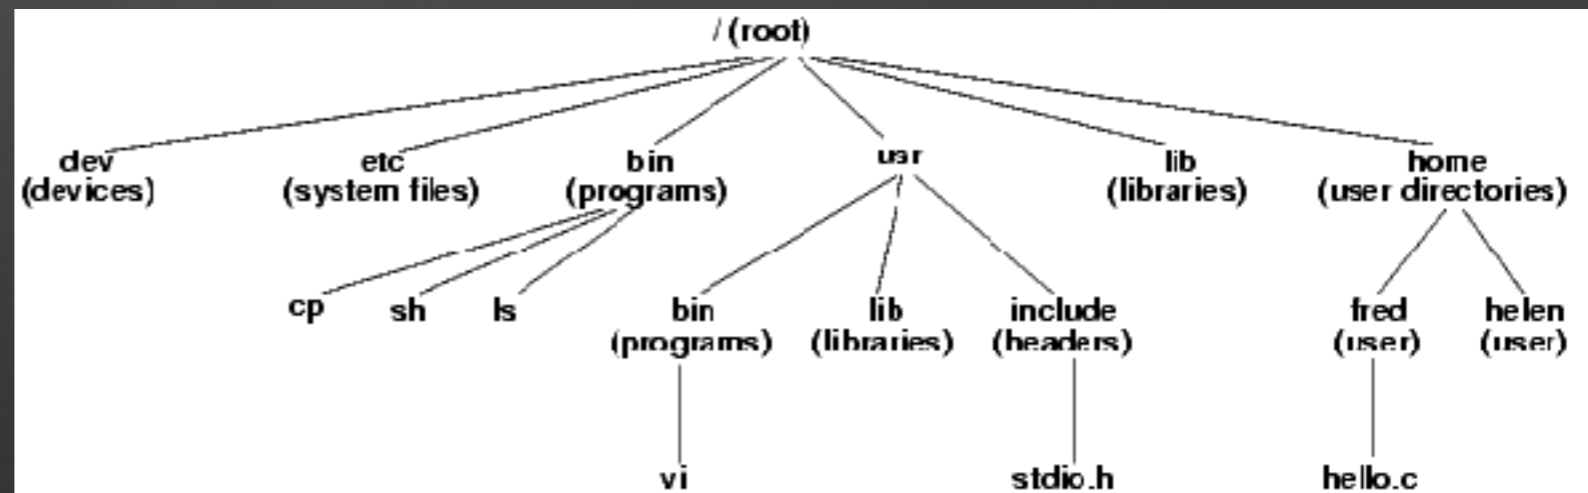 / (root)
dev etc bin usr lib home
(devices) (system files) (programs) (libraries) (user directories)
cp sh ls bin lib include fred helen
(programs) (libraries) (headers) (user) (user)
vi stdio.h hello.c